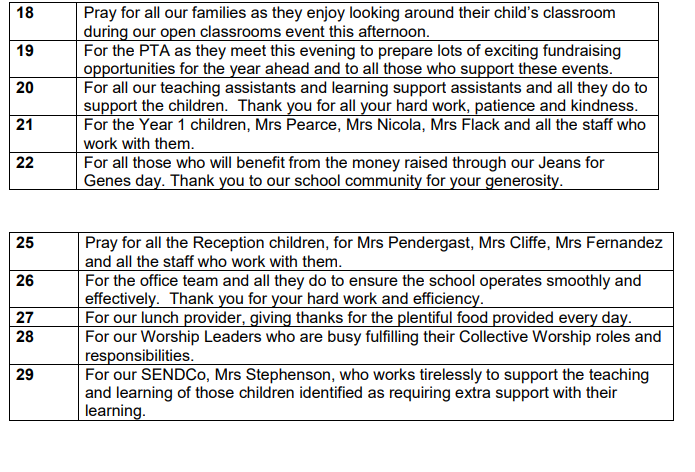 18 Pray for all our families as they enjoy looking around their child’s classroom
during our open classrooms event this afternoon.
19 For the PTA as they meet this evening to prepare lots of exciting fundraising
opportunities for the year ahead and to all those who support these events.
20 For all our teaching assistants and learning support assistants and all they do to
support the children.  Thank you for all your hard work, patience and kindness.
21 For the Year 1 children, Mrs Pearce, Mrs Nicola, Mrs Flack and all the staff who
work with them.
22 For all those who will benefit from the money raised through our Jeans for
Genes day. Thank you to our school community for your generosity.
25 Pray for all the Reception children, for Mrs Pendergast, Mrs Cliffe, Mrs Fernandez
and all the staff who work with them.
26 For the office team and all they do to ensure the school operates smoothly and
effectively.  Thank you for your hard work and efficiency.
27 For our lunch provider, giving thanks for the plentiful food provided every day.
28 For our Worship Leaders who are busy fulfilling their Collective Worship roles and
responsibilities.
29 For our SENDCo, Mrs Stephenson, who works tirelessly to support the teaching
and learning of those children identified as requiring extra support with their
learning.